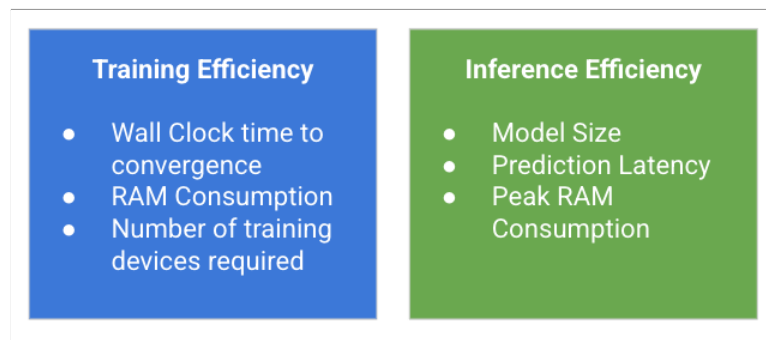 Training Efficiency
● Wall Clock time to
convergence
● RAM Consumption
● Number of training
devices required
Inference Efficiency
● Model Size
● Prediction Latency
● Peak RAM
Consumption